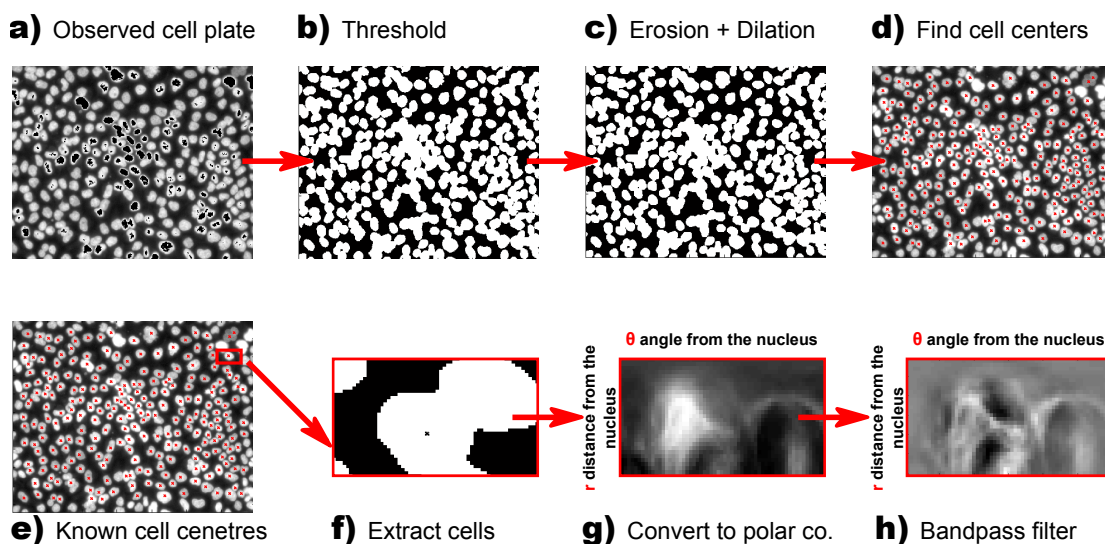 a) Observed cell plate
b) Threshold
c) Erosion + Dilation
d) Find cell centers
θ angle from the nucleus
r distance from the
nucleus
θ angle from the nucleus
r distance from the
nucleus
e) Known cell cenetres
f) Extract cells
g) Convert to polar co.
h) Bandpass filter